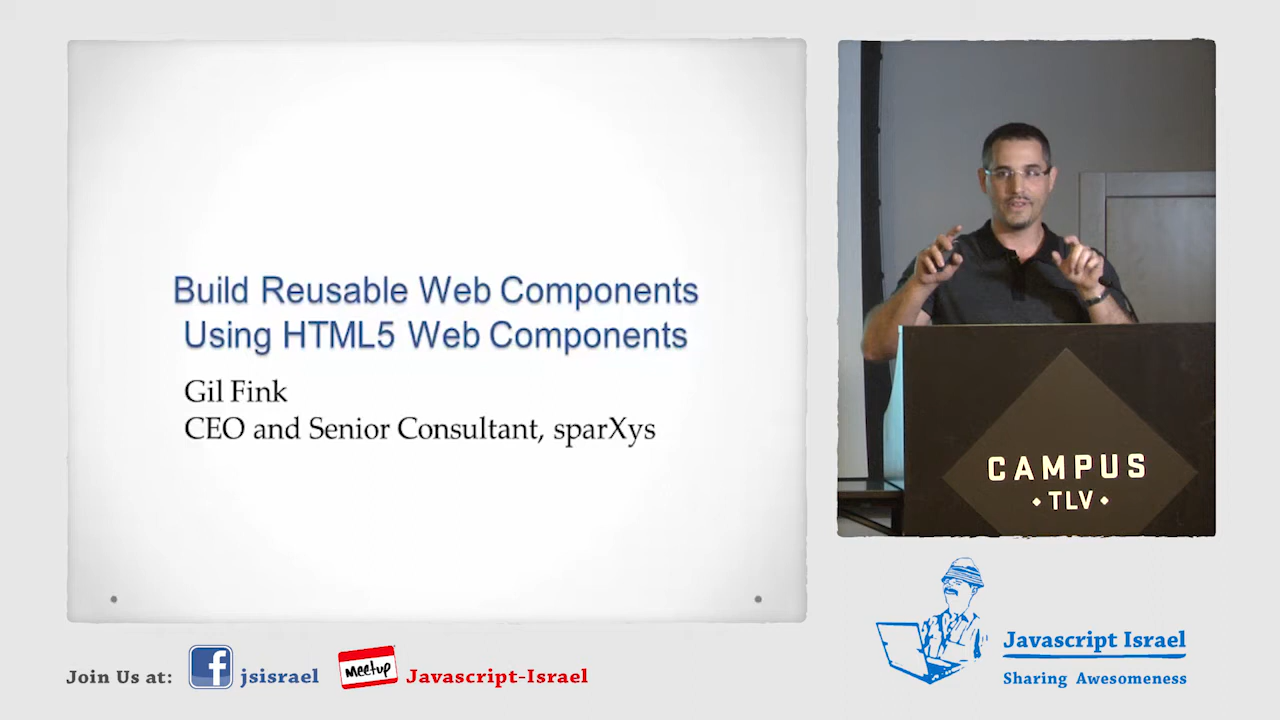 Build Reusable Web Components
Using HTML5 Web Components
Gil Fink
CEO and Senior Consultant, sparXys
CAMPUS
TLV
Join Us at:
f jsisrael
Meetup Javascript-Israel
Javascript Israel
Sharing Awesomeness